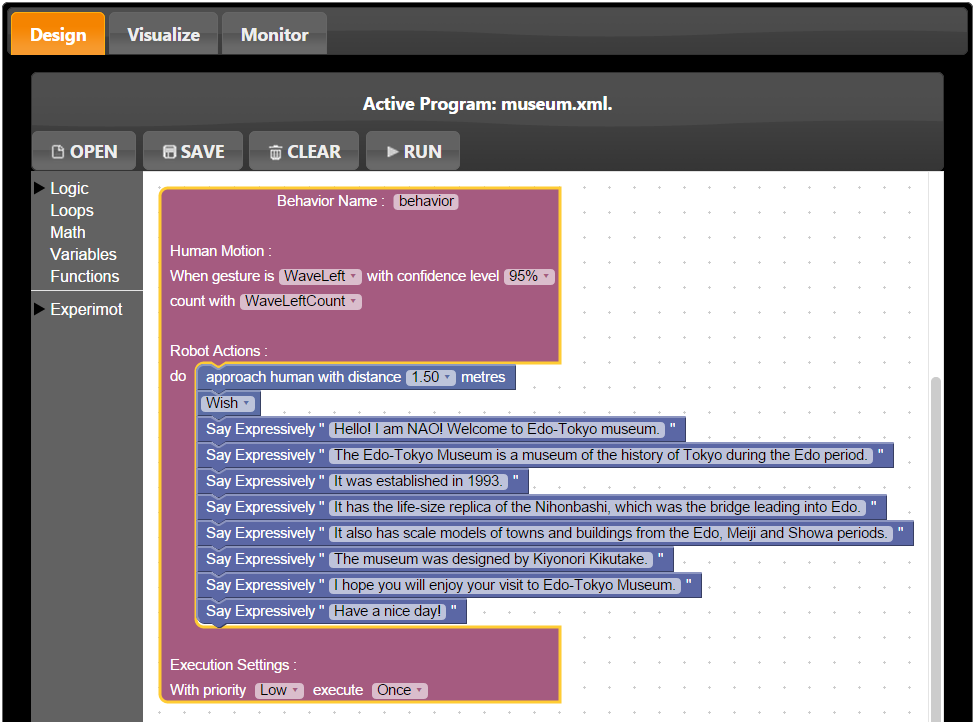 Design Visualize Monitor
Active Program: museum.xml.
OPEN SAVE CLEAR RUN
Logic
Loops
Math
Variables
Functions
Experimot
Behavior Name : behavior
Human Motion :
When gesture is WaveLeft with confidence level 95%
count with WaveLeftCount
Robot Actions :
do
approach human with distance 1.50 metres
Wish
Say Expressively " Hello! I am NAO! Welcome to Edo-Tokyo museum. "
Say Expressively " The Edo-Tokyo Museum is a museum of the history of Tokyo during the Edo period. "
Say Expressively " It was established in 1993. "
Say Expressively " It has the life-size replica of the Nihonbashi, which was the bridge leading into Edo. "
Say Expressively " It also has scale models of towns and buildings from the Edo, Meiji and Showa periods. "
Say Expressively " The museum was designed by Kiyonori Kikutake. "
Say Expressively " I hope you will enjoy your visit to Edo-Tokyo Museum. "
Say Expressively " Have a nice day! "
Execution Settings :
With priority Low execute Once